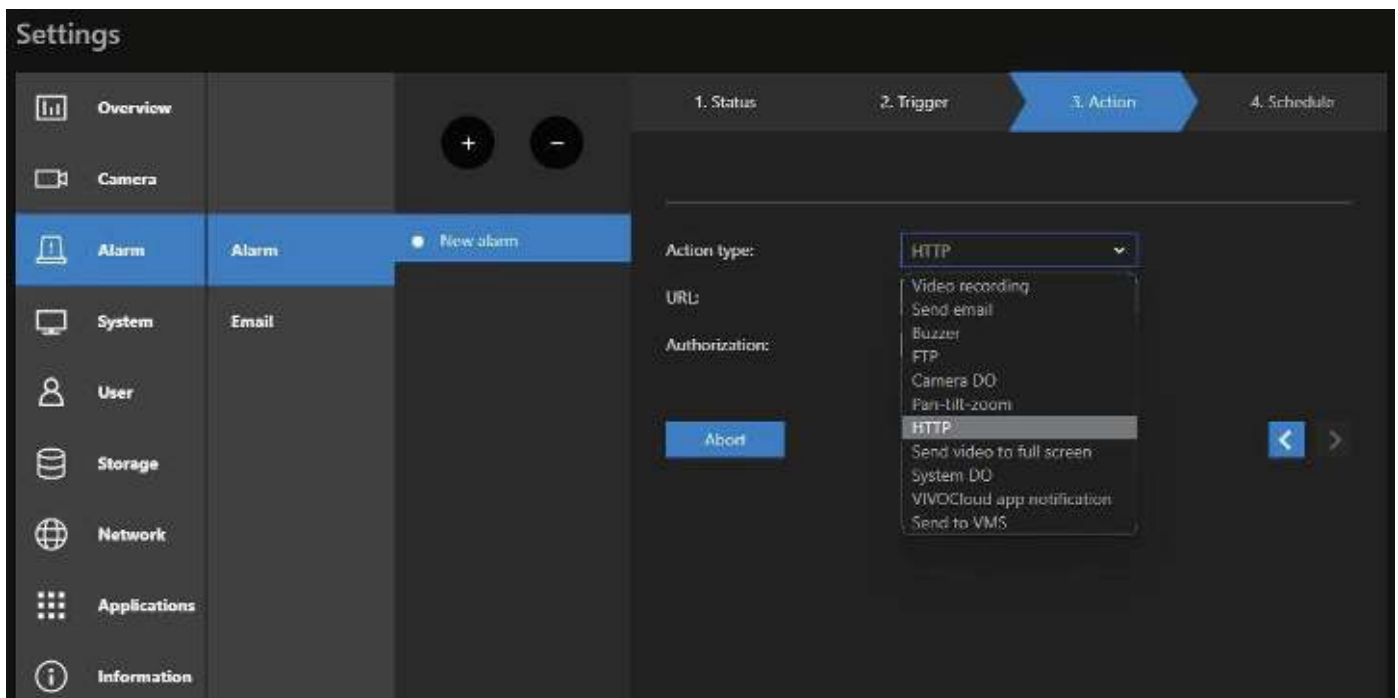 Settings
Overview
Camera
Alarm
System
User
Storage
Network
Applications
Information
Alarm
Email
+ −
New alarm
1. Status 2. Trigger 3. Action 4. Schedule
Action type: HTTP
URL:
Authorization:
Video recording
Send email
Buzzer
FTP
Camera DO
Pan-tilt-zoom
HTTP
Send video to full screen
System DO
VIVOCloud app notification
Send to VMS
Abort